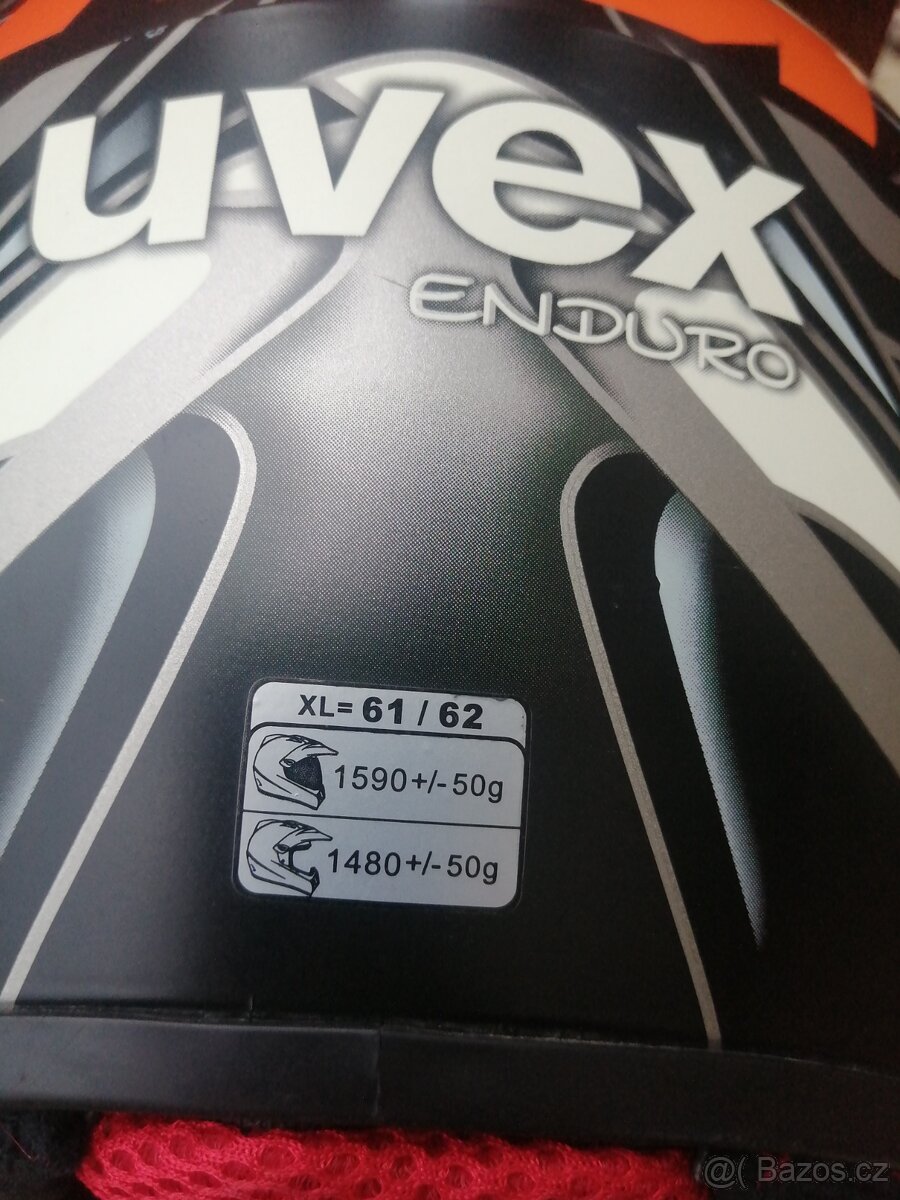 uvex
ENDURO
XL= 61 / 62
1590+/-50g
1480+/-50g
@( Bazos.cz